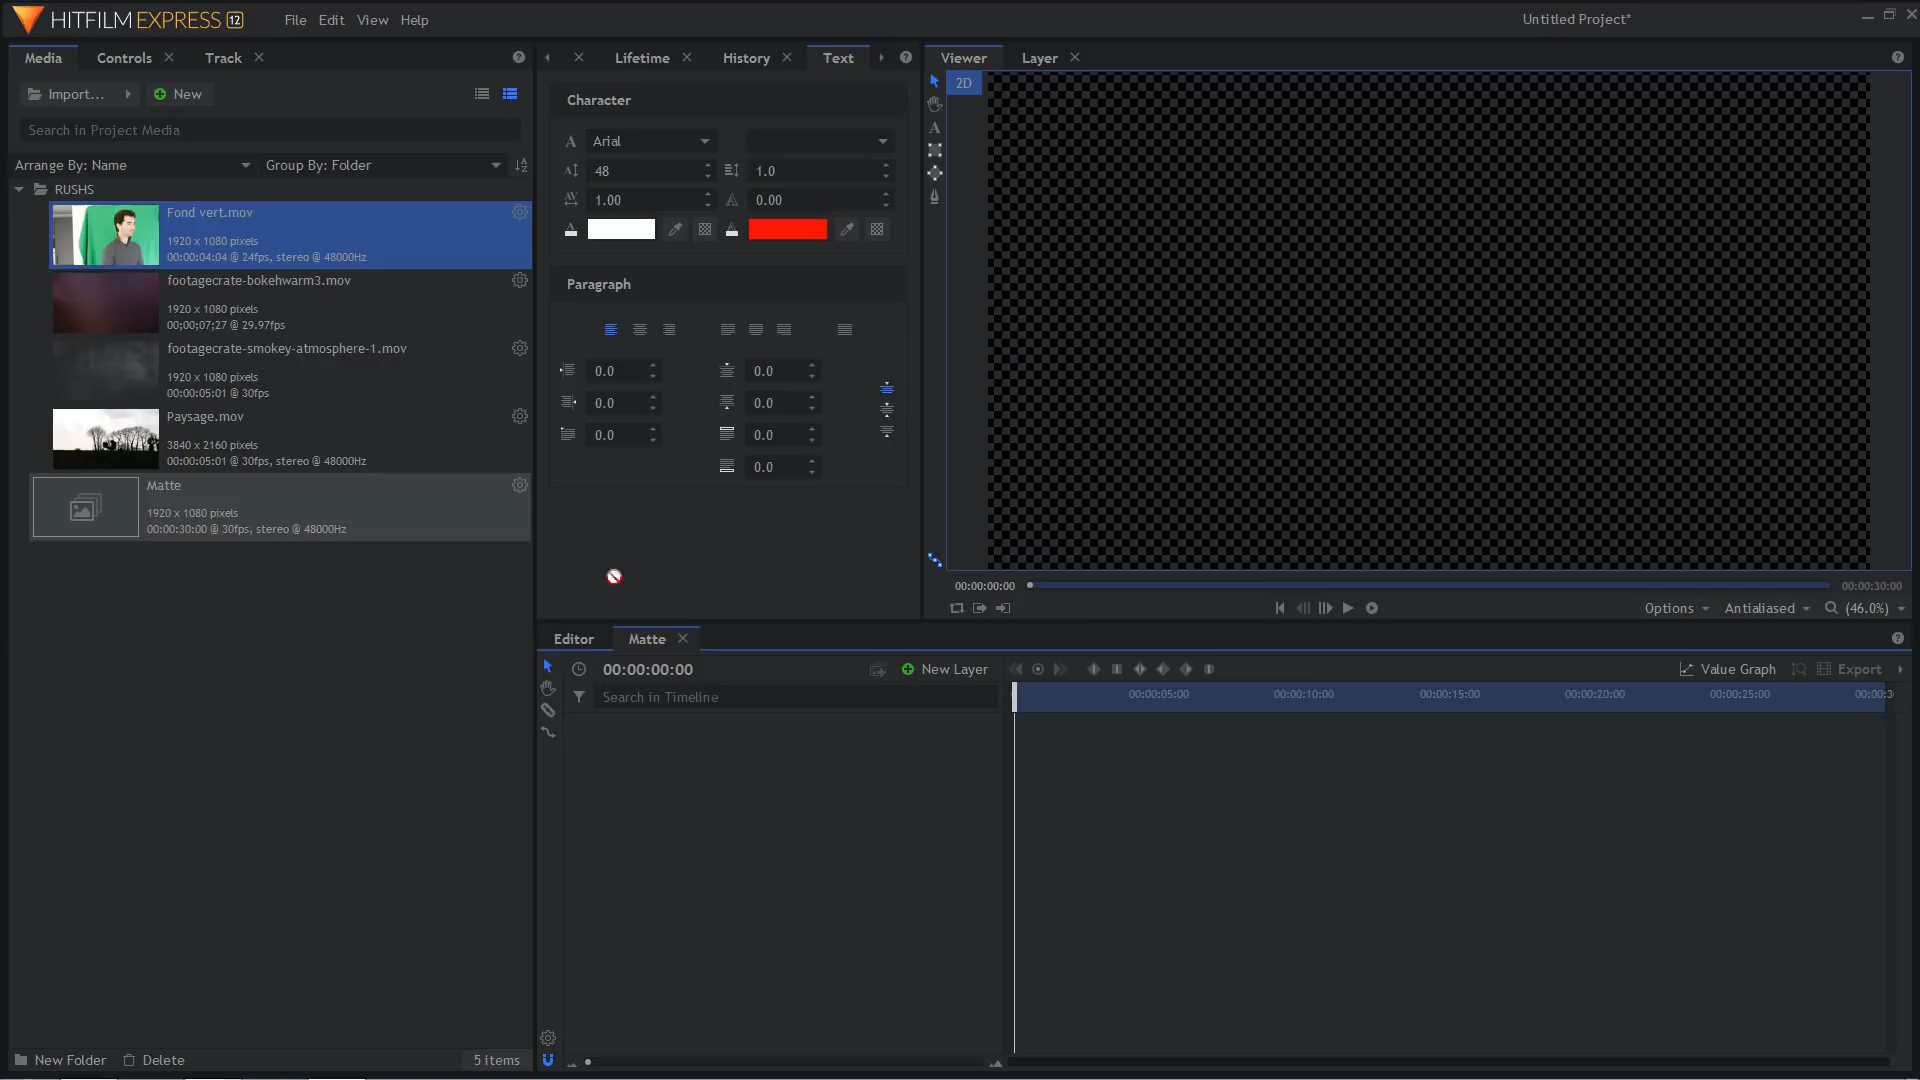 HITFILM EXPRESS 12
File Edit View Help
Untitled Project*
Media Controls Track
Lifetime History Text
Viewer Layer
Import... New
Search in Project Media
Arrange By: Name Group By: Folder
RUSHS
Fond vert.mov
1920 x 1080 pixels
00:00:04:04 @ 24fps, stereo @ 48000Hz
footagecrate-bokehwarm3.mov
1920 x 1080 pixels
00;00;07;27 @ 29.97fps
footagecrate-smokey-atmosphere-1.mov
1920 x 1080 pixels
00:00:05:01 @ 30fps
Paysage.mov
3840 x 2160 pixels
00:00:05:01 @ 30fps, stereo @ 48000Hz
Matte
1920 x 1080 pixels
00:00:30:00 @ 30fps, stereo @ 48000Hz
New Folder Delete 5 items
Character
Arial
48 1.0
1.00 0.00
Paragraph
0.0 0.0
0.0 0.0
0.0 0.0
0.0
2D
00:00:00:00 00:00:30:00
Options Antialiased (46.0%)
Editor Matte
00:00:00:00 New Layer Value Graph Export
Search in Timeline
00:00:05:00 00:00:10:00 00:00:15:00 00:00:20:00 00:00:25:00 00:00:3